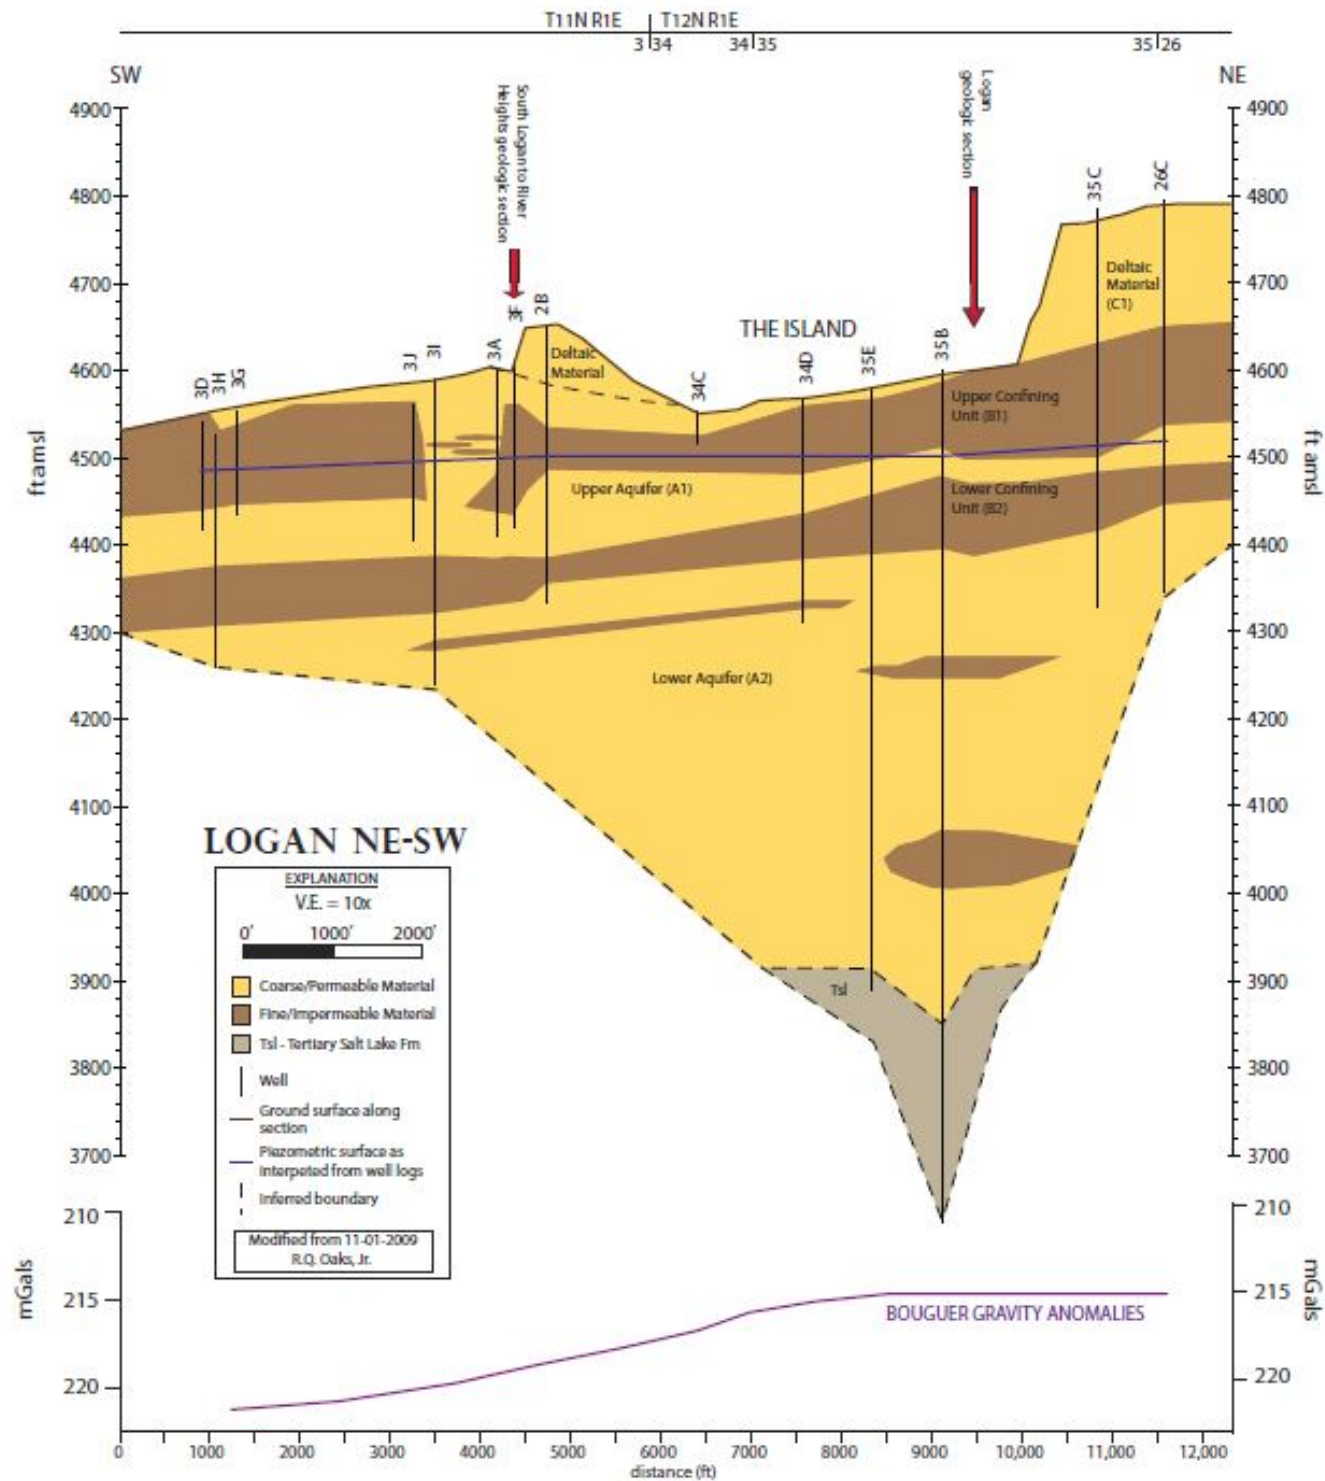 T11N R1E T12N R1E
3 34 34 35 35 26
SW NE
South Logan to River
Heights geologic section
Logan
geologic section
4900 4900
4800 4800
4700 4700
4600 4600
4500 4500
4400 4400
4300 4300
4200 4200
4100 4100
4000 4000
3900 3900
3800 3800
3700 3700
ft amsl ft amsl
3D 3H 3G 3J 3I 3A 3F 2B 34C 34D 35E 35B 35C 26C
THE ISLAND
Deltaic
Material
(C1)
Deltaic
Material
Upper Confining
Unit (B1)
Upper Aquifer (A1)
Lower Confining
Unit (B2)
Lower Aquifer (A2)
Tsl
LOGAN NE-SW
EXPLANATION
V.E. = 10x
0' 1000' 2000'
Coarse/Permeable Material
Fine/Impermeable Material
Tsl - Tertiary Salt Lake Fm
Well
Ground surface along
section
Piezometric surface as
interpeted from well logs
Inferred boundary
Modified from 11-01-2009
R.Q. Oaks, Jr.
210 210
215 215
220 220
mGals mGals
BOUGUER GRAVITY ANOMALIES
0 1000 2000 3000 4000 5000 6000 7000 8000 9000 10,000 11,000 12,000
distance (ft)